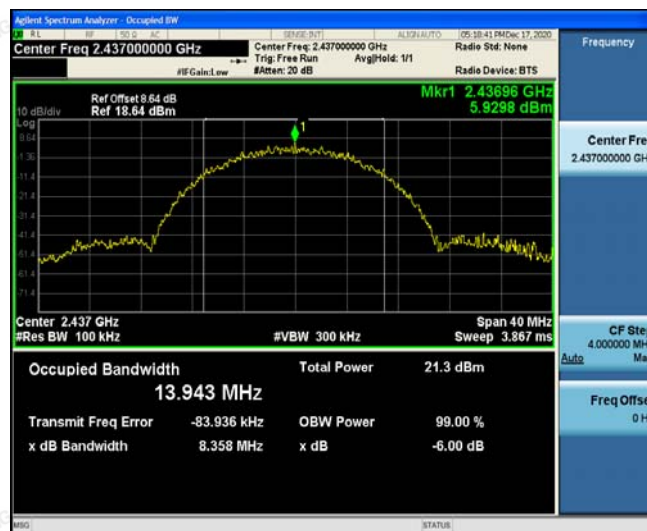 Agilent Spectrum Analyzer - Occupied BW
RL RF 50 Ω AC SENSE:INT ALIGN AUTO 05:18:41 PM Dec 17, 2020
Center Freq 2.437000000 GHz
Center Freq: 2.437000000 GHz
Radio Std: None
Trig: Free Run Avg|Hold: 1/1
#IFGain:Low #Atten: 20 dB Radio Device: BTS
Frequency
Ref Offset 8.64 dB
10 dB/div Ref 18.64 dBm
Mkr1 2.43696 GHz
5.9298 dBm
Log
8.64
1
-1.36
-11.4
-21.4
-31.4
-41.4
-51.4
-61.4
-71.4
Center 2.437 GHz Span 40 MHz
#Res BW 100 kHz #VBW 300 kHz Sweep 3.867 ms
Occupied Bandwidth Total Power 21.3 dBm
13.943 MHz
Transmit Freq Error -83.936 kHz OBW Power 99.00 %
x dB Bandwidth 8.358 MHz x dB -6.00 dB
Center Fre
2.437000000 GH
CF Ste
4.000000 MH
Auto Ma
Freq Offse
0 H
MSG STATUS